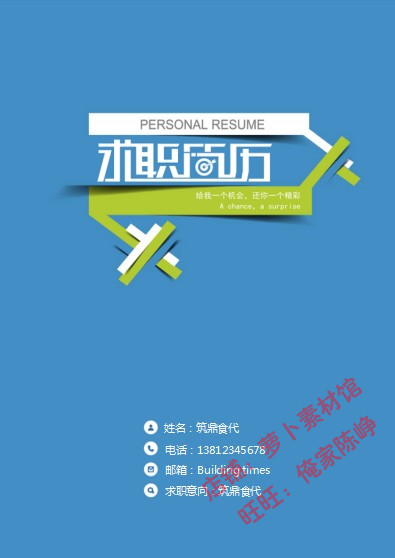 PERSONAL RESUME
求职简历
给我一个机会，还你一个精彩
A chance, a surprise
姓名：筑鼎食代
电话：13812345678
邮箱：Building times
求职意向：筑鼎食代
店铺：萝卜素材馆
旺旺：俺家陈峥